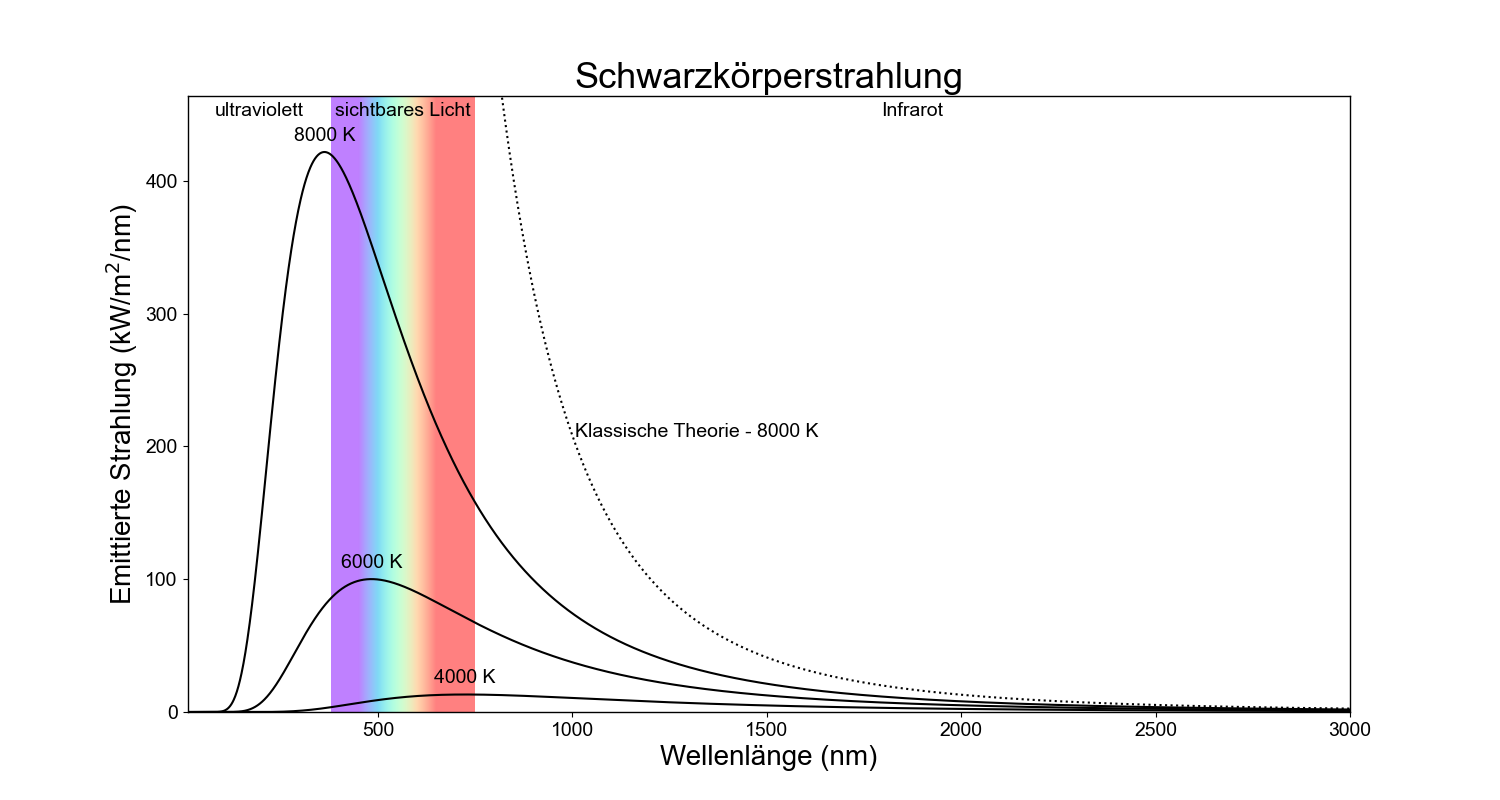 Schwarzkörperstrahlung
ultraviolett
sichtbares Licht
Infrarot
8000 K
Klassische Theorie - 8000 K
6000 K
4000 K
Emittierte Strahlung (kW/m²/nm)
400
300
200
100
0
500
1000
1500
2000
2500
3000
Wellenlänge (nm)